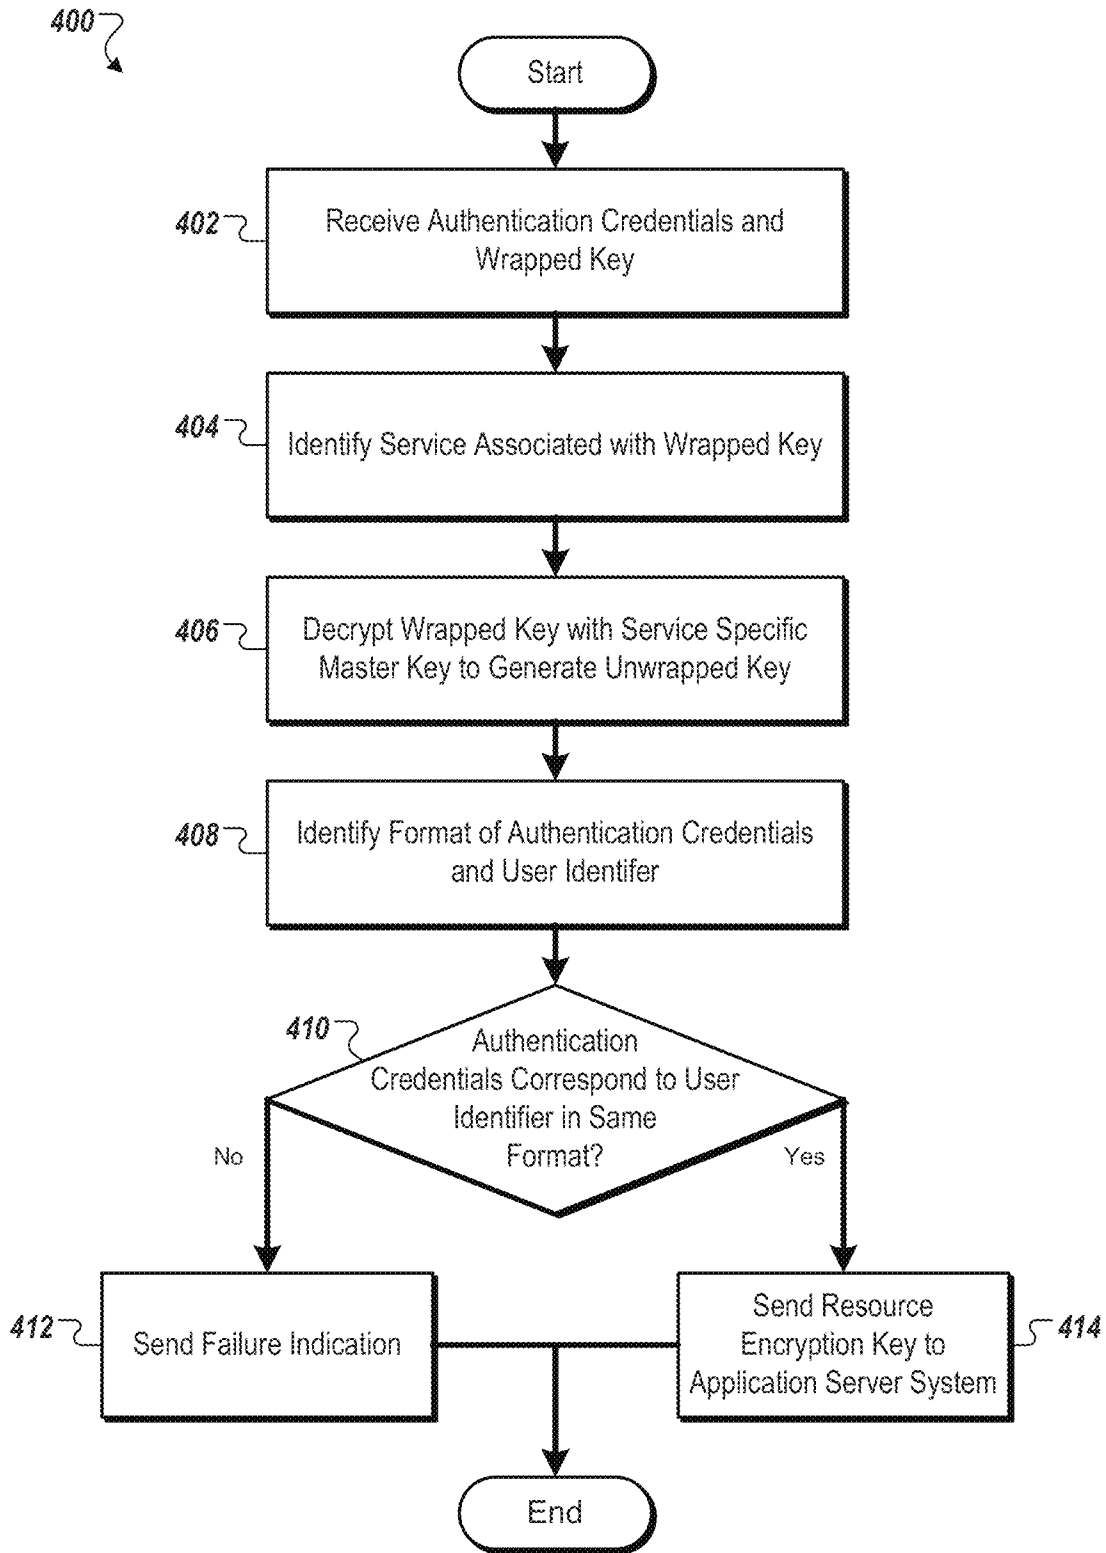 400
Start
402
Receive Authentication Credentials and
Wrapped Key
404
Identify Service Associated with Wrapped Key
406
Decrypt Wrapped Key with Service Specific
Master Key to Generate Unwrapped Key
408
Identify Format of Authentication Credentials
and User Identifer
410
Authentication
Credentials Correspond to User
Identifier in Same
Format?
No
Yes
412
Send Failure Indication
Send Resource
Encryption Key to
Application Server System
414
End